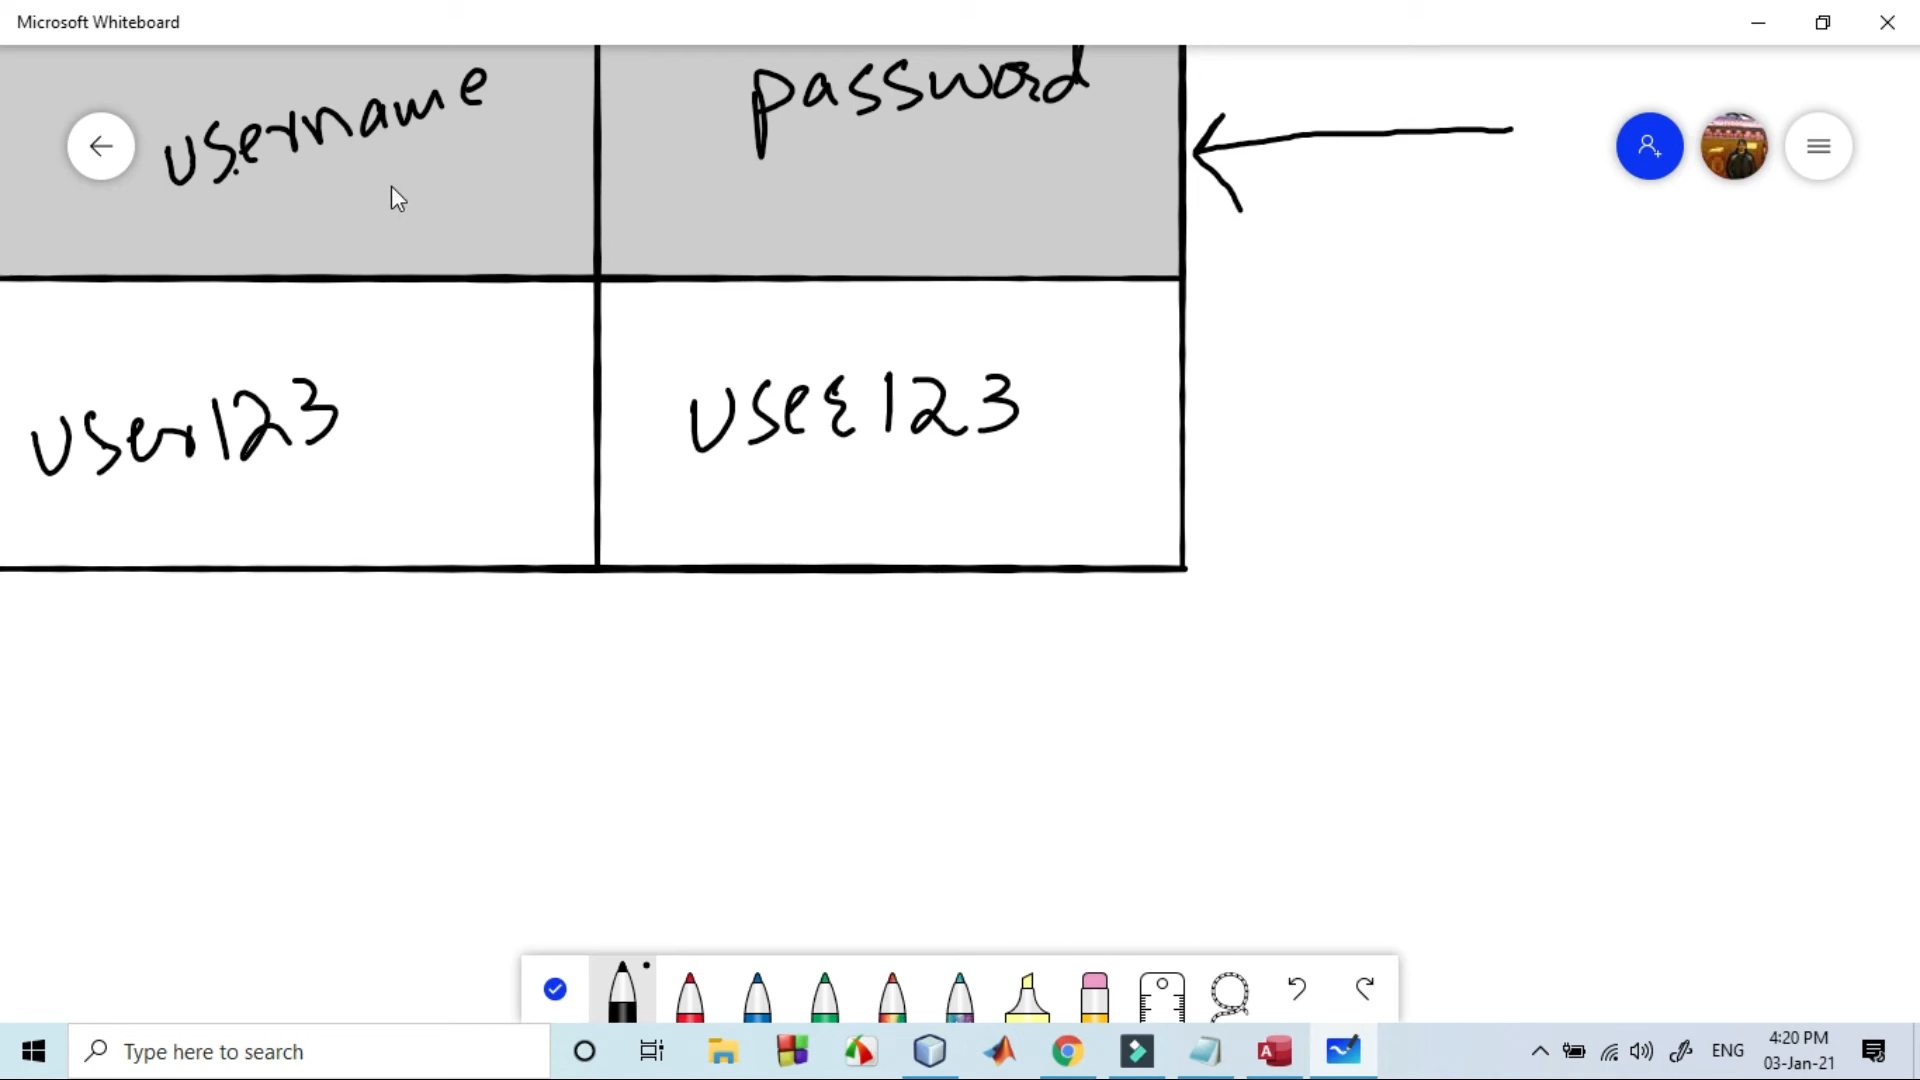 Microsoft Whiteboard
username password
user123 user123
Type here to search
ENG
4:20 PM
03-Jan-21